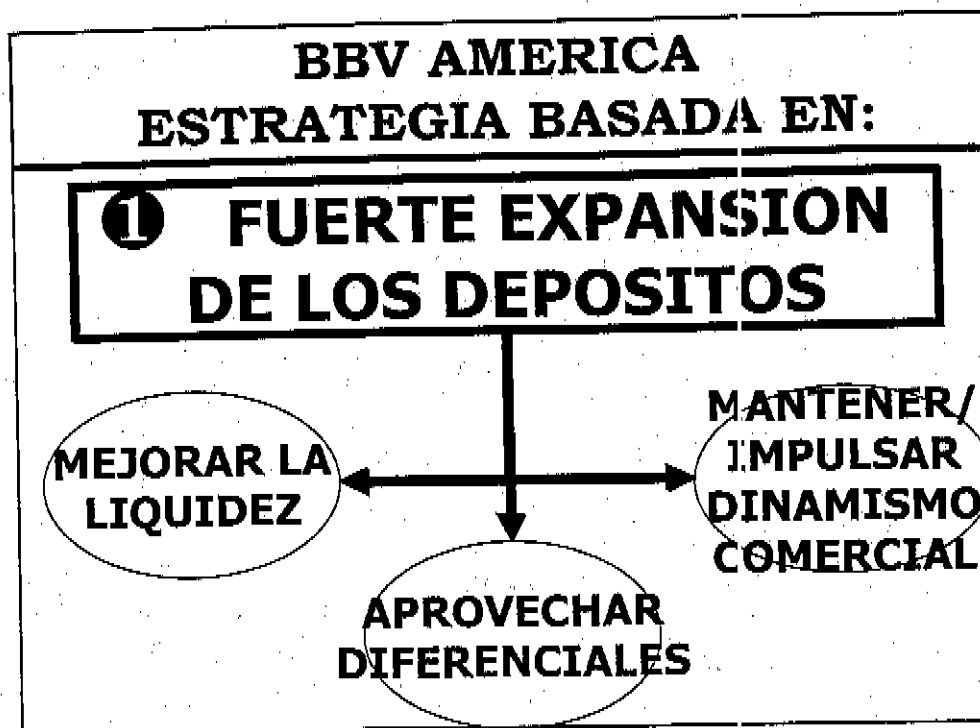 BBV AMERICA
ESTRATEGIA BASADA EN:
1 FUERTE EXPANSION
DE LOS DEPOSITOS
MEJORAR LA
LIQUIDEZ
MANTENER/
IMPULSAR
DINAMISMO
COMERCIAL
APROVECHAR
DIFERENCIALES